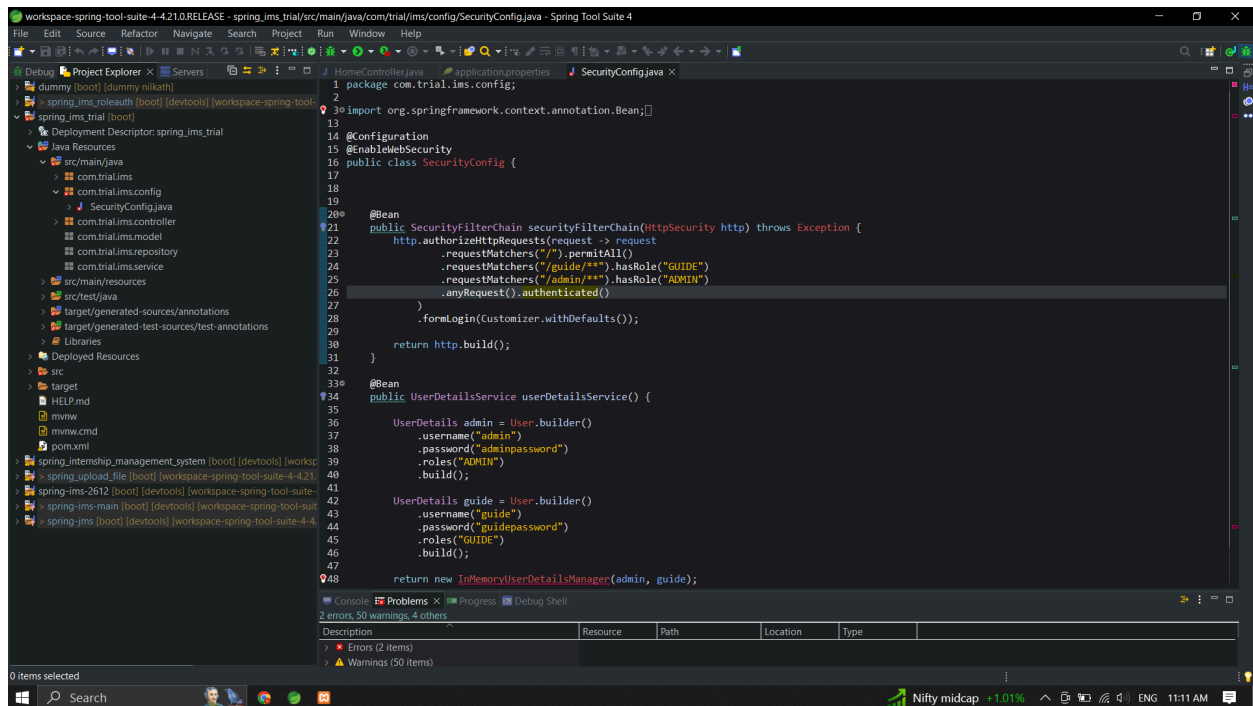 workspace-spring-tool-suite-4-4.21.0.RELEASE - spring_ims_trial/src/main/java/com/trial/ims/config/SecurityConfig.java - Spring Tool Suite 4
File Edit Source Refactor Navigate Search Project Run Window Help
Debug Project Explorer Servers
dummy [boot] [dummy nilkath]
> spring_ims_roleauth [boot] [devtools] [workspace-spring-tool-
spring_ims_trial [boot]
Deployment Descriptor: spring_ims_trial
Java Resources
src/main/java
com.trial.ims
com.trial.ims.config
SecurityConfig.java
com.trial.ims.controller
com.trial.ims.model
com.trial.ims.repository
com.trial.ims.service
src/main/resources
src/test/java
target/generated-sources/annotations
target/generated-test-sources/test-annotations
Libraries
Deployed Resources
src
target
HELP.md
mvnw
mvnw.cmd
pom.xml
spring_internship_management_system [boot] [devtools] [worksp
> spring_upload_file [boot] [workspace-spring-tool-suite-4-4.21.
spring-ims-2612 [boot] [devtools] [workspace-spring-tool-suite-
> spring-ims-main [boot] [devtools] [workspace-spring-tool-suit
> spring-jms [boot] [devtools] [workspace-spring-tool-suite-4-4.
HomeController.java application.properties SecurityConfig.java
1 package com.trial.ims.config;
2
3 import org.springframework.context.annotation.Bean;
13
14 @Configuration
15 @EnableWebSecurity
16 public class SecurityConfig {
17
18
19
20 @Bean
21 public SecurityFilterChain securityFilterChain(HttpSecurity http) throws Exception {
22 http.authorizeHttpRequests(request -> request
23 .requestMatchers("/").permitAll()
24 .requestMatchers("/guide/**").hasRole("GUIDE")
25 .requestMatchers("/admin/**").hasRole("ADMIN")
26 .anyRequest().authenticated()
27 )
28 .formLogin(Customizer.withDefaults());
29
30 return http.build();
31 }
32
33 @Bean
34 public UserDetailsService userDetailsService() {
35
36 UserDetails admin = User.builder()
37 .username("admin")
38 .password("adminpassword")
39 .roles("ADMIN")
40 .build();
41
42 UserDetails guide = User.builder()
43 .username("guide")
44 .password("guidepassword")
45 .roles("GUIDE")
46 .build();
47
48 return new InMemoryUserDetailsManager(admin, guide);
Console Problems Progress Debug Shell
2 errors, 50 warnings, 4 others
Description Resource Path Location Type
Errors (2 items)
Warnings (50 items)
0 items selected
Search
Nifty midcap +1.01% ENG 11:11 AM